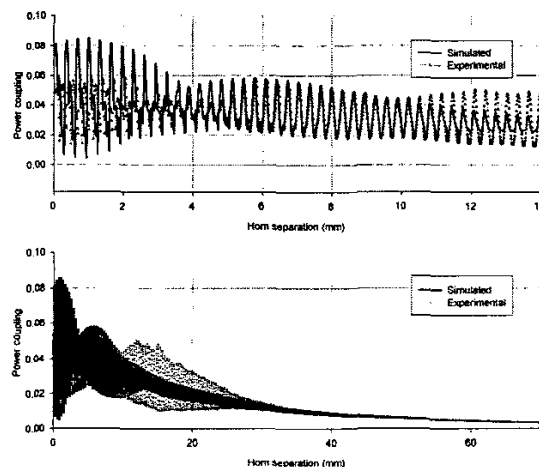 0.10
0.08
0.06
0.04
0.02
0.00
Power coupling
Simulated
Experimental
0 2 4 6 8 10 12 14
Horn separation (mm)
0.10
0.08
0.06
0.04
0.02
0.00
Power coupling
Simulated
Experimental
0 20 40 60
Horn separation (mm)